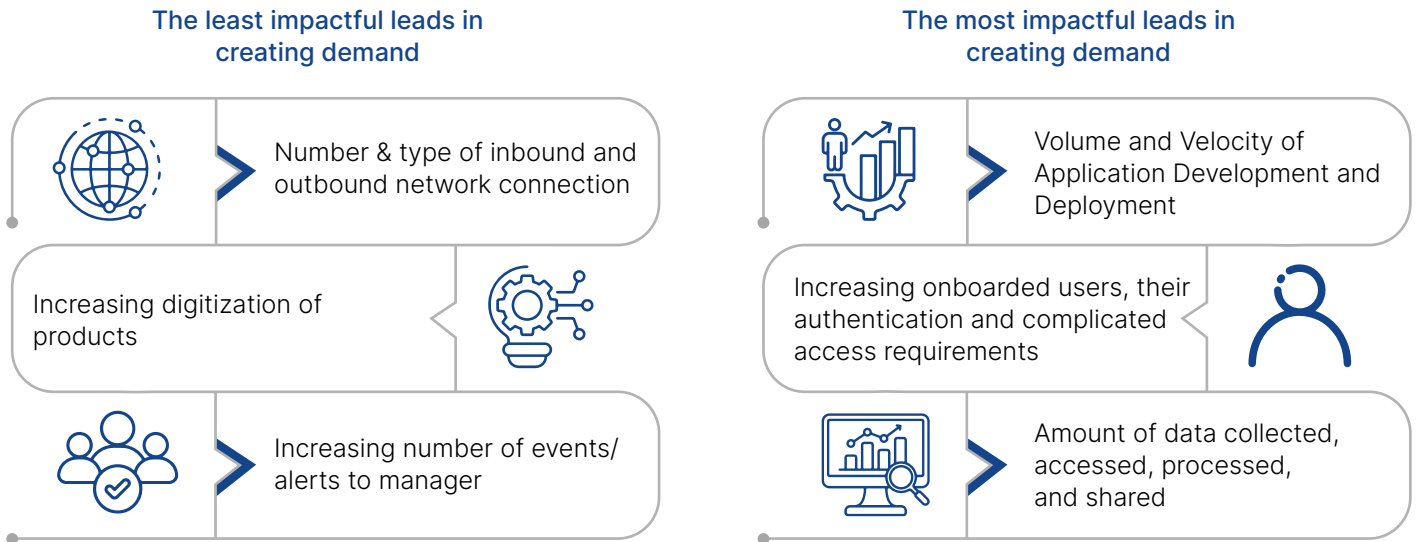 The least impactful leads in
creating demand
Number & type of inbound and
outbound network connection
Increasing digitization of
products
Increasing number of events/
alerts to manager
The most impactful leads in
creating demand
Volume and Velocity of
Application Development and
Deployment
Increasing onboarded users, their
authentication and complicated
access requirements
Amount of data collected,
accessed, processed,
and shared